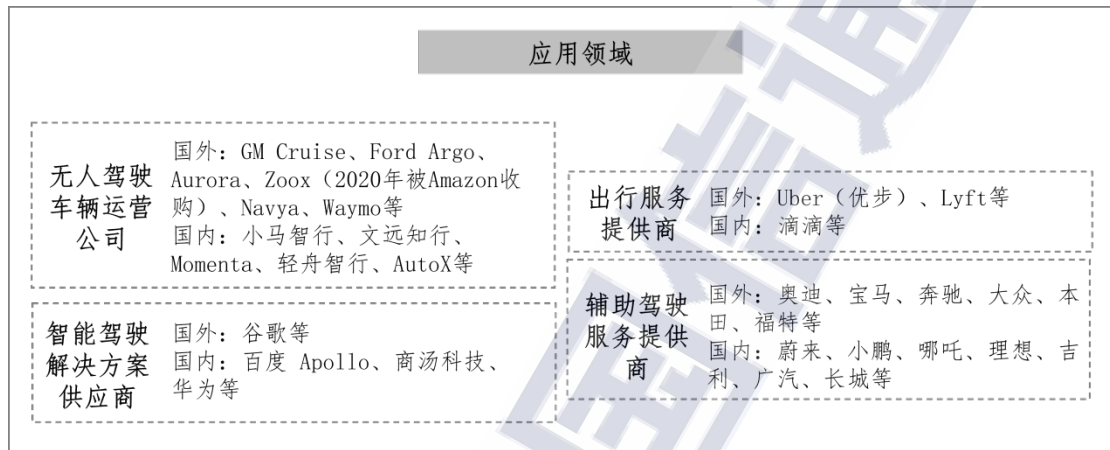 应用领域
无人驾驶
车辆运营
公司
国外：GM Cruise、Ford Argo、
Aurora、Zoox（2020年被Amazon收
购）、Navya、Waymo等
国内：小马智行、文远知行、
Momenta、轻舟智行、AutoX等
智能驾驶
解决方案
供应商
国外：谷歌等
国内：百度 Apollo、商汤科技、
华为等
出行服务
提供商
国外：Uber（优步）、Lyft等
国内：滴滴等
辅助驾驶
服务提供
商
国外：奥迪、宝马、奔驰、大众、本
田、福特等
国内：蔚来、小鹏、哪吒、理想、吉
利、广汽、长城等